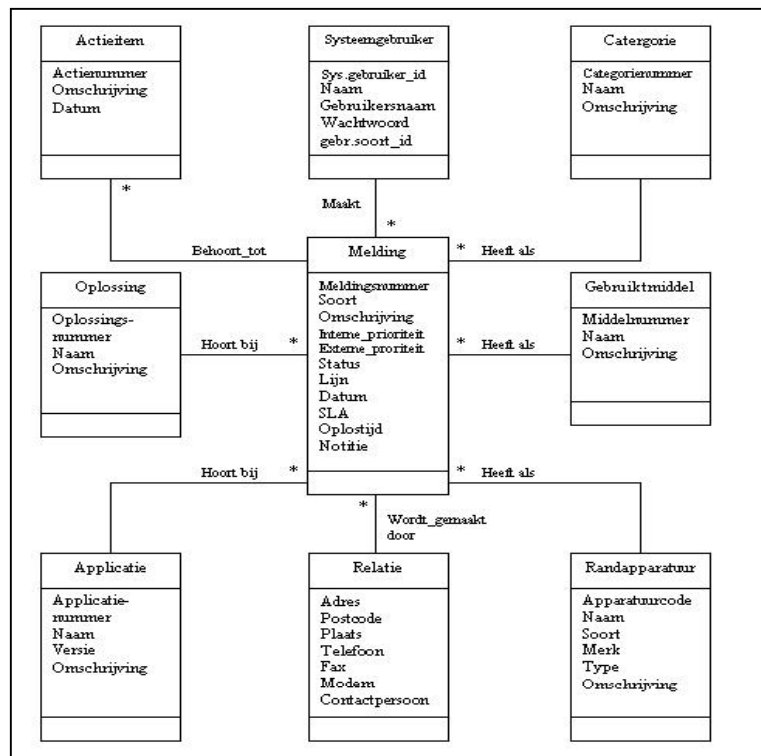 Actieitem
Actienummer
Omschrijving
Datum
*
Systeemgebruiker
Sys.gebruiker_id
Naam
Gebruikersnaam
Wachtwoord
gebr.soort_id
Catergorie
Categorienummer
Naam
Omschrijving
Maakt
*
Behoort_tot
* Heeft als
Oplossing
Oplossings-
nummer
Naam
Omschrijving
Hoort bij *
Melding
Meldingsnummer
Soort
Omschrijving
Interne_prioriteit
Externe_proriteit
Status
Lijn
Datum
SLA
Oplostijd
Notitie
* Heeft als
Gebruiktmiddel
Middelnummer
Naam
Omschrijving
Hoort bij *
* Heeft als
*
Wordt_gemaakt
door
Applicatie
Applicatie-
nummer
Naam
Versie
Omschrijving
Relatie
Adres
Postcode
Plaats
Telefoon
Fax
Modem
Contactpersoon
Randapparatuur
Apparatuurcode
Naam
Soort
Merk
Type
Omschrijving